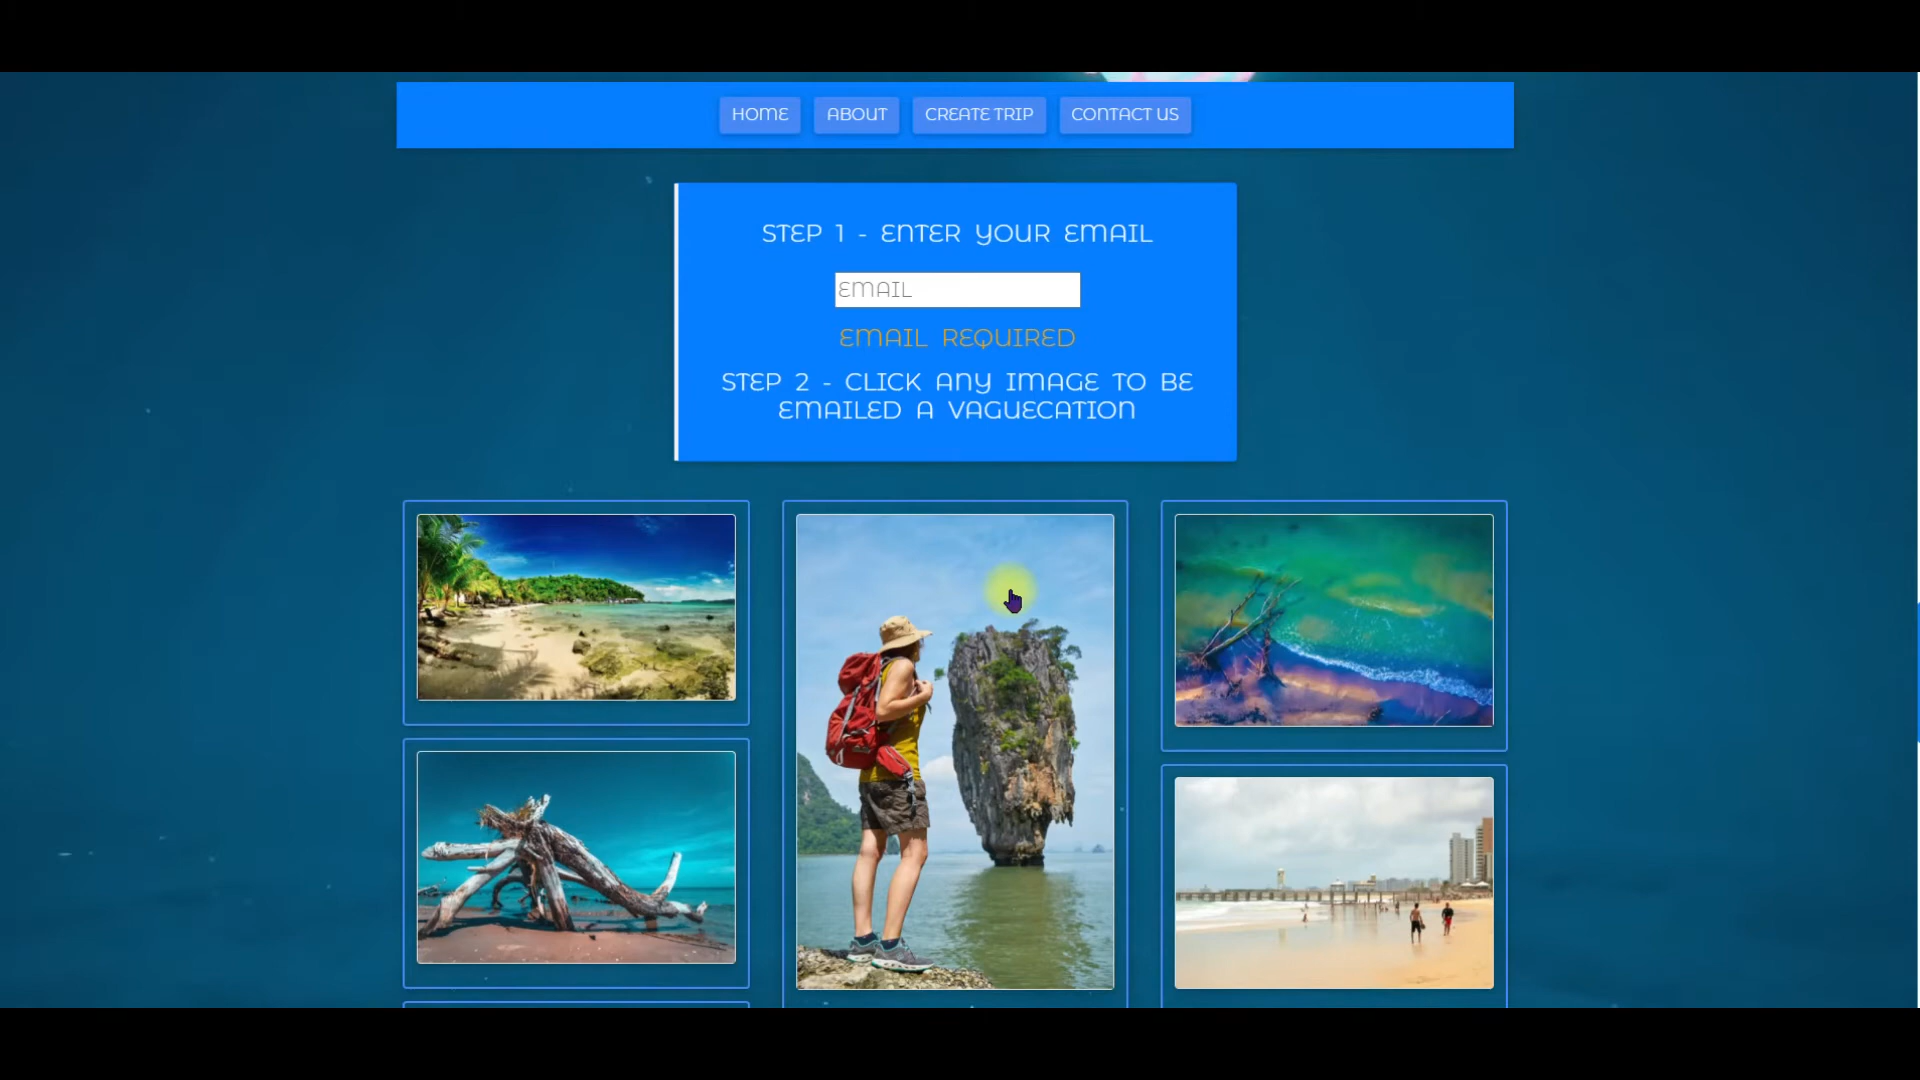 HOME ABOUT CREATE TRIP CONTACT US
STEP 1 - ENTER YOUR EMAIL
EMAIL
EMAIL REQUIRED
STEP 2 - CLICK ANY IMAGE TO BE
EMAILED A VAGUECATION